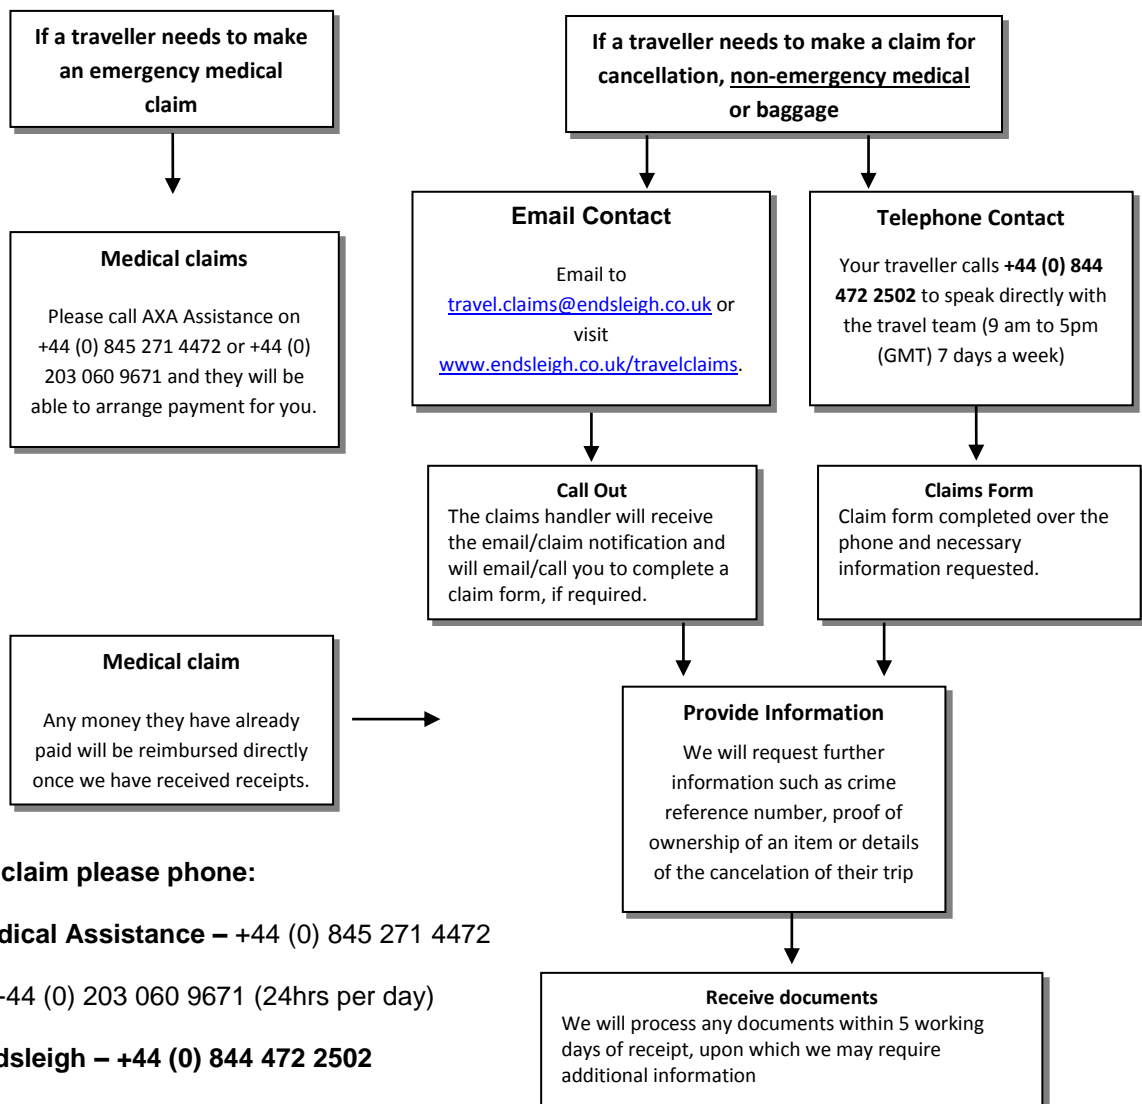 If a traveller needs to make
an emergency medical
claim
If a traveller needs to make a claim for
cancellation, non-emergency medical
or baggage
Medical claims
Please call AXA Assistance on
+44 (0) 845 271 4472 or +44 (0)
203 060 9671 and they will be
able to arrange payment for you.
Email Contact
Email to
travel.claims@endsleigh.co.uk or
visit
www.endsleigh.co.uk/travelclaims.
Telephone Contact
Your traveller calls +44 (0) 844
472 2502 to speak directly with
the travel team (9 am to 5pm
(GMT) 7 days a week)
Call Out
The claims handler will receive
the email/claim notification and
will email/call you to complete a
claim form, if required.
Claims Form
Claim form completed over the
phone and necessary
information requested.
Medical claim
Any money they have already
paid will be reimbursed directly
once we have received receipts.
Provide Information
We will request further
information such as crime
reference number, proof of
ownership of an item or details
of the cancelation of their trip
claim please phone:
dical Assistance – +44 (0) 845 271 4472
+44 (0) 203 060 9671 (24hrs per day)
dsleigh – +44 (0) 844 472 2502
Receive documents
We will process any documents within 5 working
days of receipt, upon which we may require
additional information